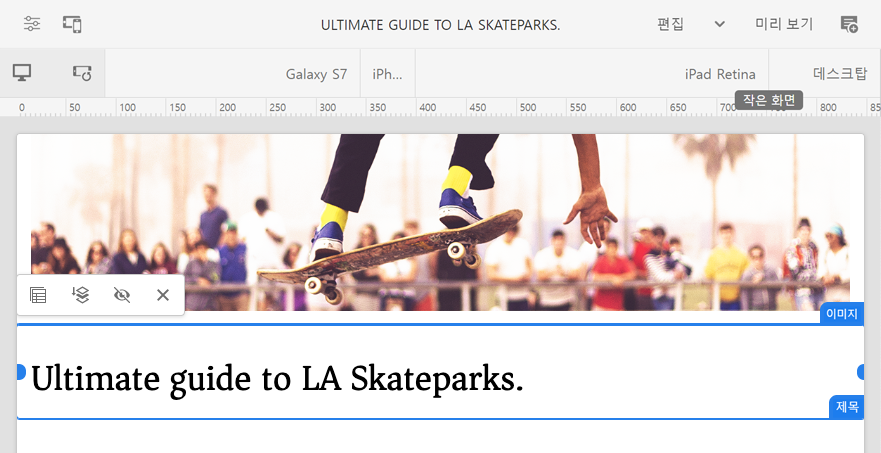 ULTIMATE GUIDE TO LA SKATEPARKS.
편집
미리 보기
Galaxy S7
iPh...
iPad Retina
데스크탑
작은 화면
0 50 100 150 200 250 300 350 400 450 500 550 600 650 700 800 85
이미지
Ultimate guide to LA Skateparks.
제목